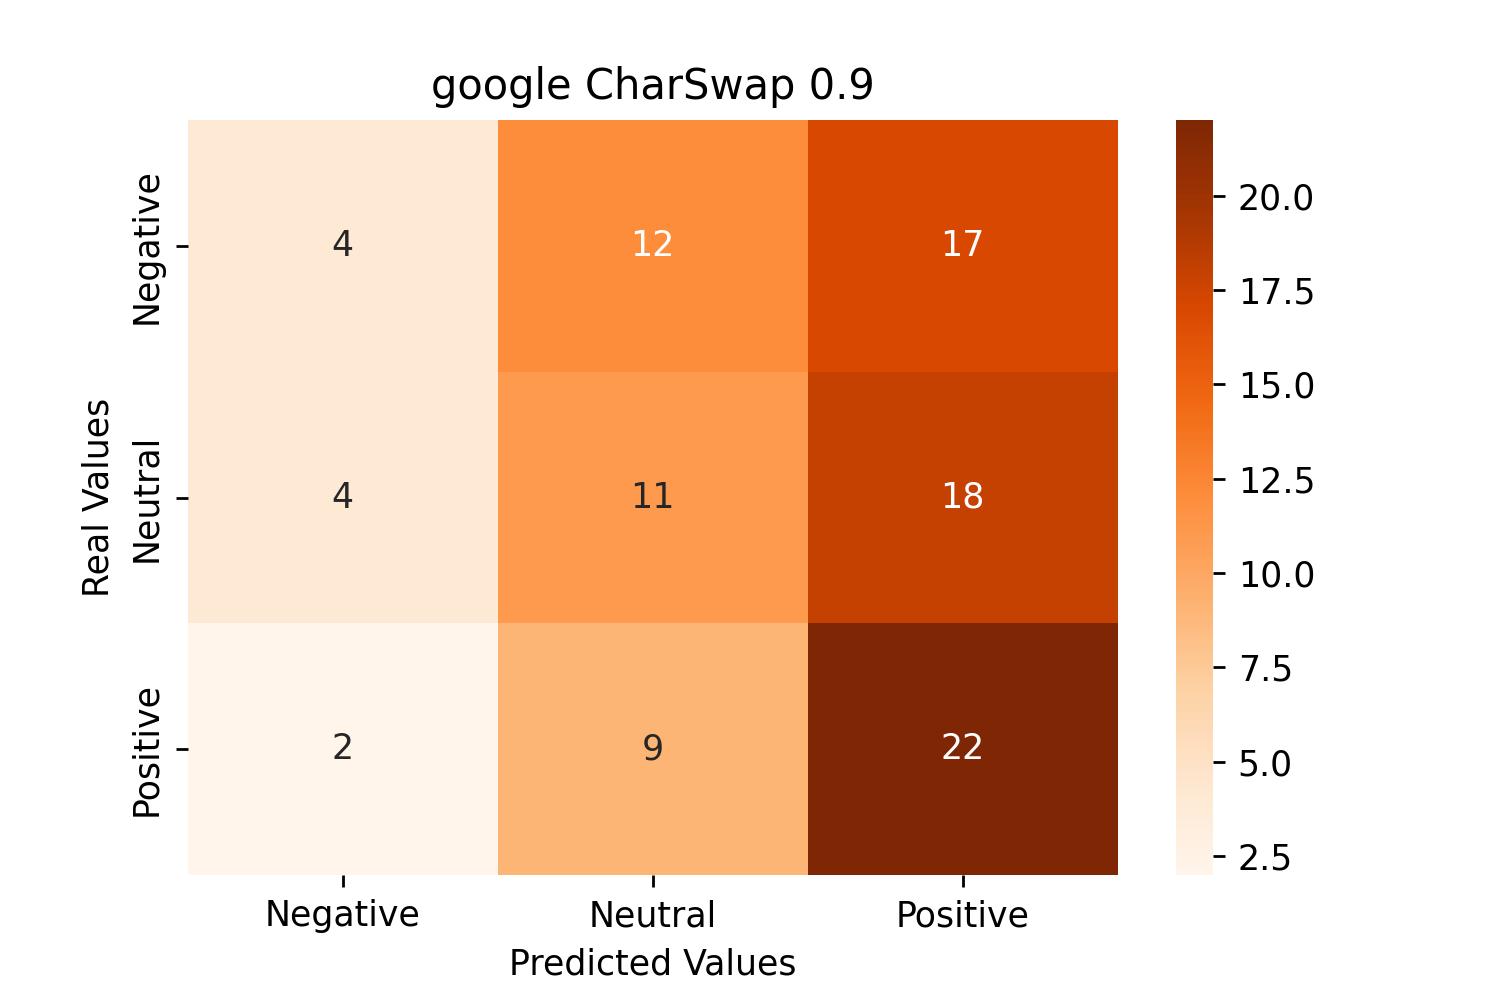 google CharSwap 0.9
Real Values
Negative
4
12
17
Neutral
4
11
18
Positive
2
9
22
Negative
Neutral
Positive
Predicted Values
20.0
17.5
15.0
12.5
10.0
7.5
5.0
2.5